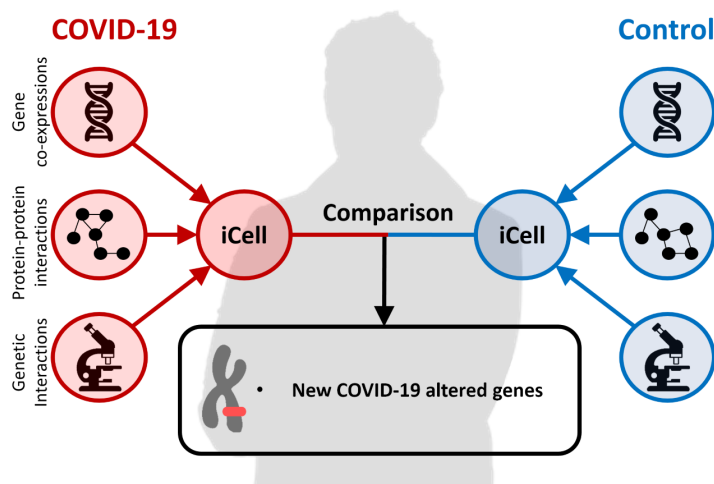 COVID-19
Control
Gene
co-expressions
Protein-protein
interactions
Genetic
Interactions
iCell
Comparison
iCell
• New COVID-19 altered genes